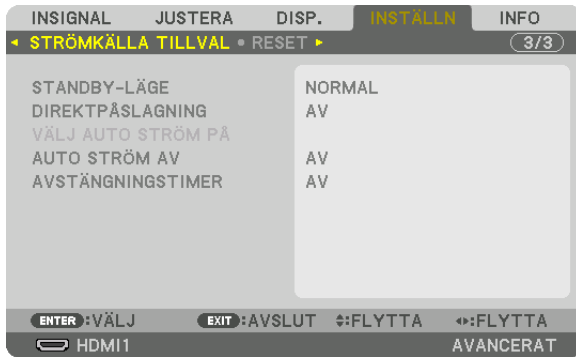 INSIGNAL JUSTERA DISP. INSTÄLLN INFO
STRÖMKÄLLA TILLVAL • RESET 3/3
STANDBY-LÄGE NORMAL
DIREKTPÅSLAGNING AV
VÄLJ AUTO STRÖM PÅ
AUTO STRÖM AV AV
AVSTÄNGNINGSTIMER AV
ENTER :VÄLJ EXIT :AVSLUT :FLYTTA :FLYTTA
HDMI1 AVANCERAT